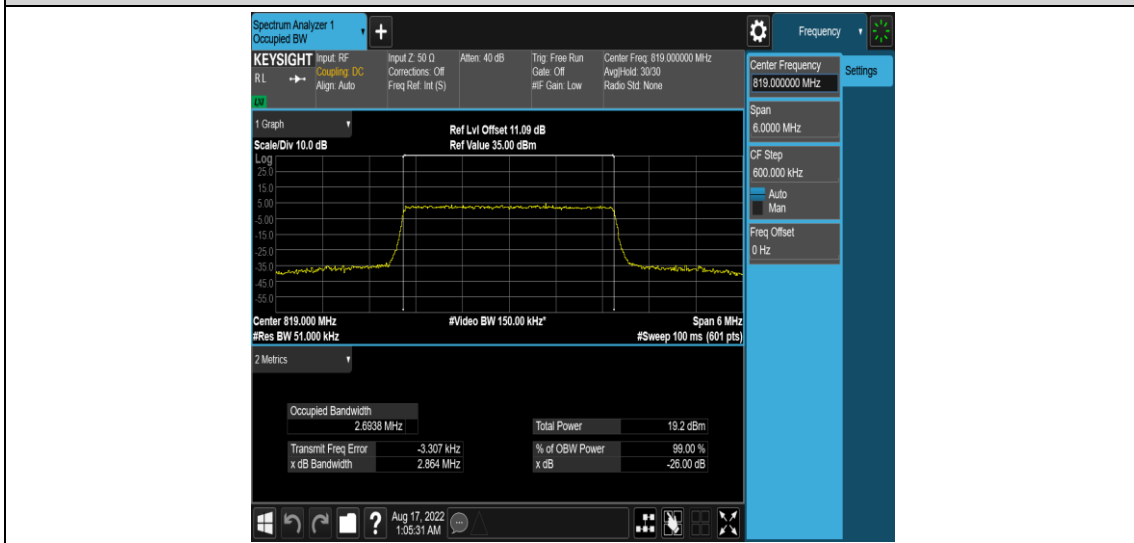 Spectrum Analyzer 1
Occupied BW
+
Frequency
KEYSIGHT
RL
LXI
Input: RF
Coupling: DC
Align: Auto
Input Z: 50 Ω
Corrections: Off
Freq Ref: Int (S)
Atten: 40 dB
Trig: Free Run
Gate: Off
#IF Gain: Low
Center Freq: 819.000000 MHz
Avg|Hold: 30/30
Radio Std: None
Center Frequency
819.000000 MHz
Settings
Span
6.0000 MHz
CF Step
600.000 kHz
Auto
Man
Freq Offset
0 Hz
1 Graph
Ref Lvl Offset 11.09 dB
Scale/Div 10.0 dB
Ref Value 35.00 dBm
Log
25.0
15.0
5.00
-5.00
-15.0
-25.0
-35.0
-45.0
-55.0
Center 819.000 MHz
#Video BW 150.00 kHz*
Span 6 MHz
#Res BW 51.000 kHz
#Sweep 100 ms (601 pts)
2 Metrics
Occupied Bandwidth
2.6938 MHz
Total Power 19.2 dBm
Transmit Freq Error -3.307 kHz
% of OBW Power 99.00 %
x dB Bandwidth 2.864 MHz
x dB -26.00 dB
?
Aug 17, 2022
1:05:31 AM